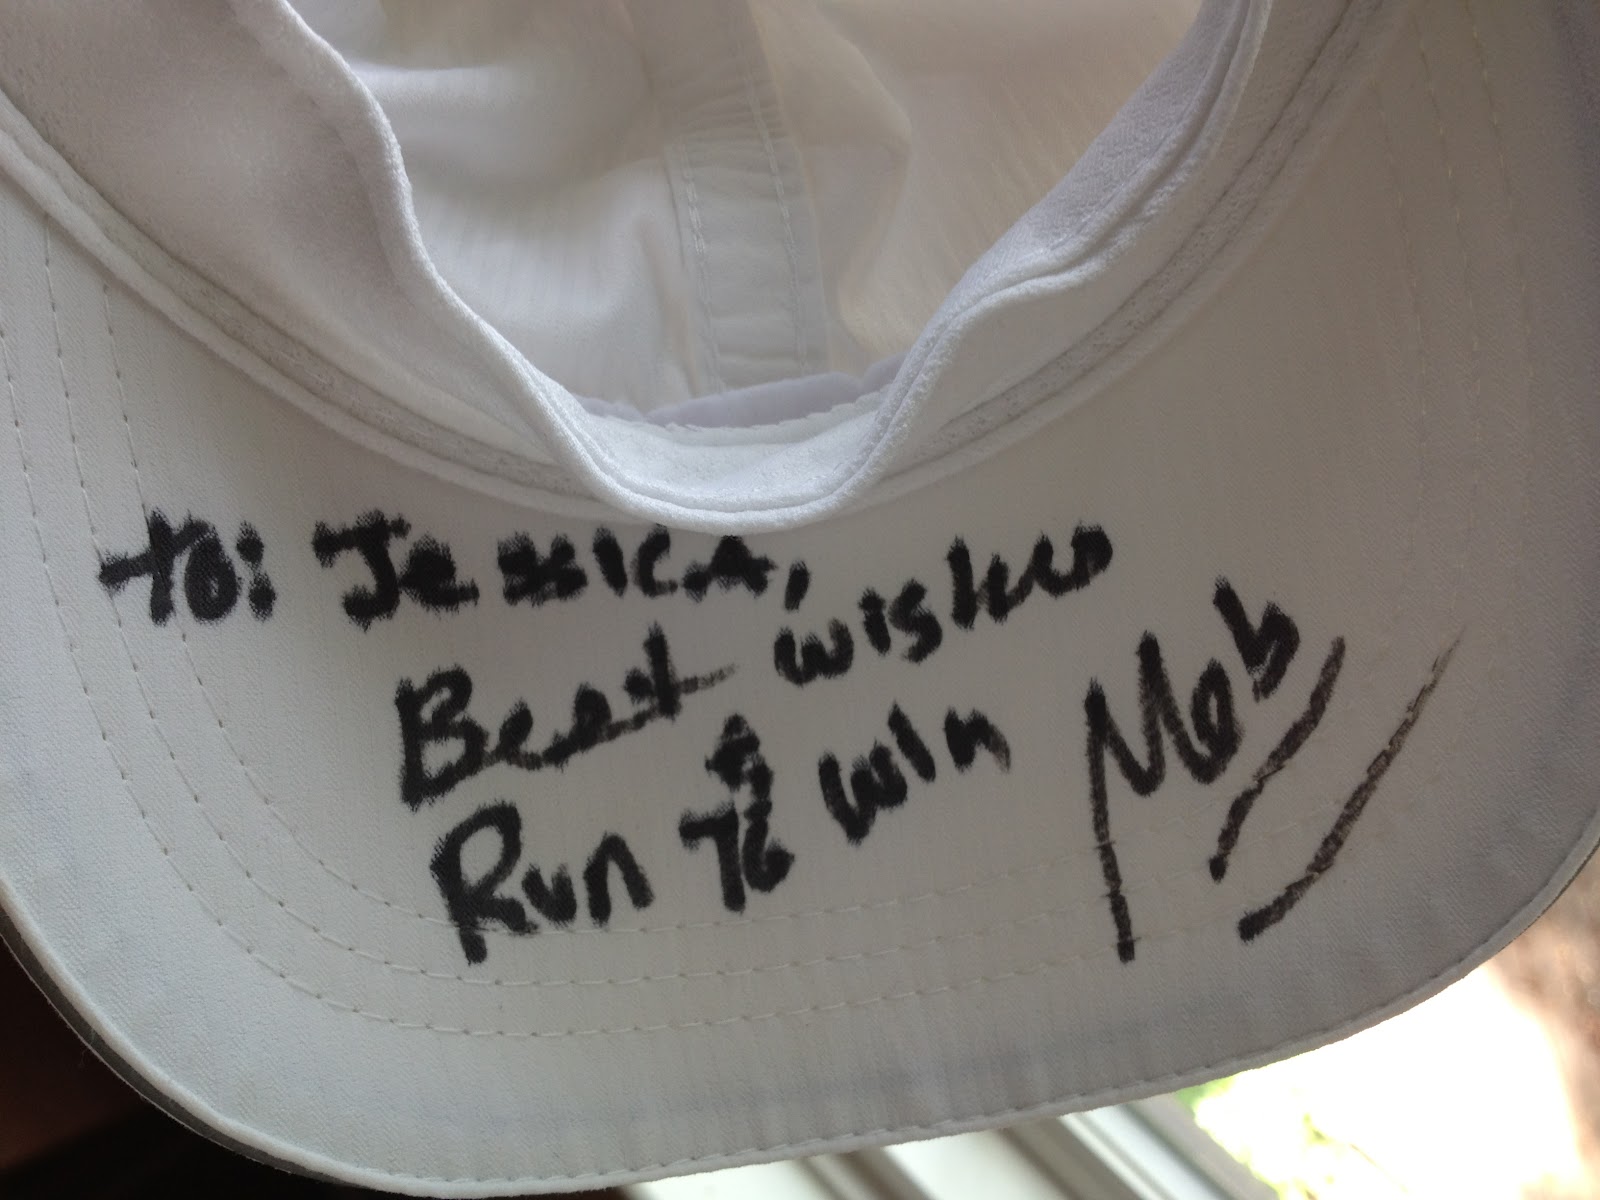 to: Jessica,
Best wishes
&
Run To win
Meb